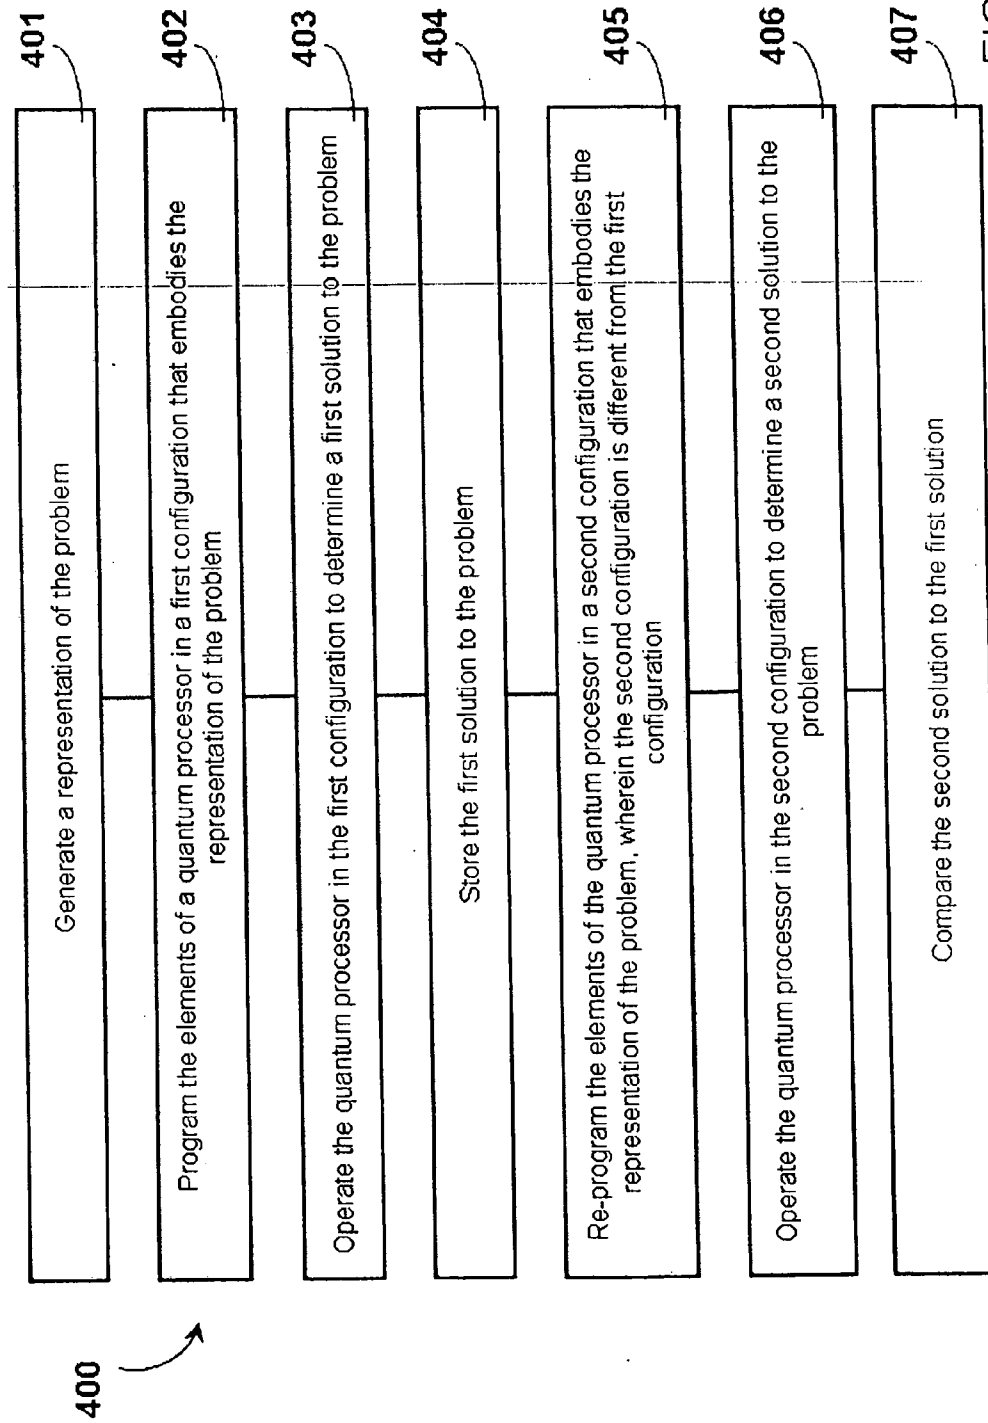 400
Generate a representation of the problem
401
Program the elements of a quantum processor in a first configuration that embodies the
representation of the problem
402
Operate the quantum processor in the first configuration to determine a first solution to the problem
403
Store the first solution to the problem
404
Re-program the elements of the quantum processor in a second configuration that embodies the
representation of the problem, wherein the second configuration is different from the first
configuration
405
Operate the quantum processor in the second configuration to determine a second solution to the
problem
406
Compare the second solution to the first solution
407